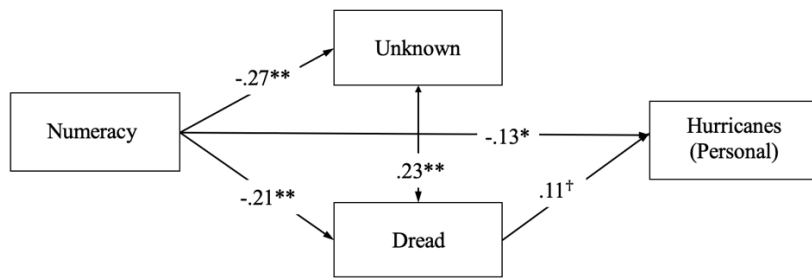 Unknown
-.27**
Numeracy
Hurricanes
(Personal)
-.13*
.23**
-.21**
.11†
Dread